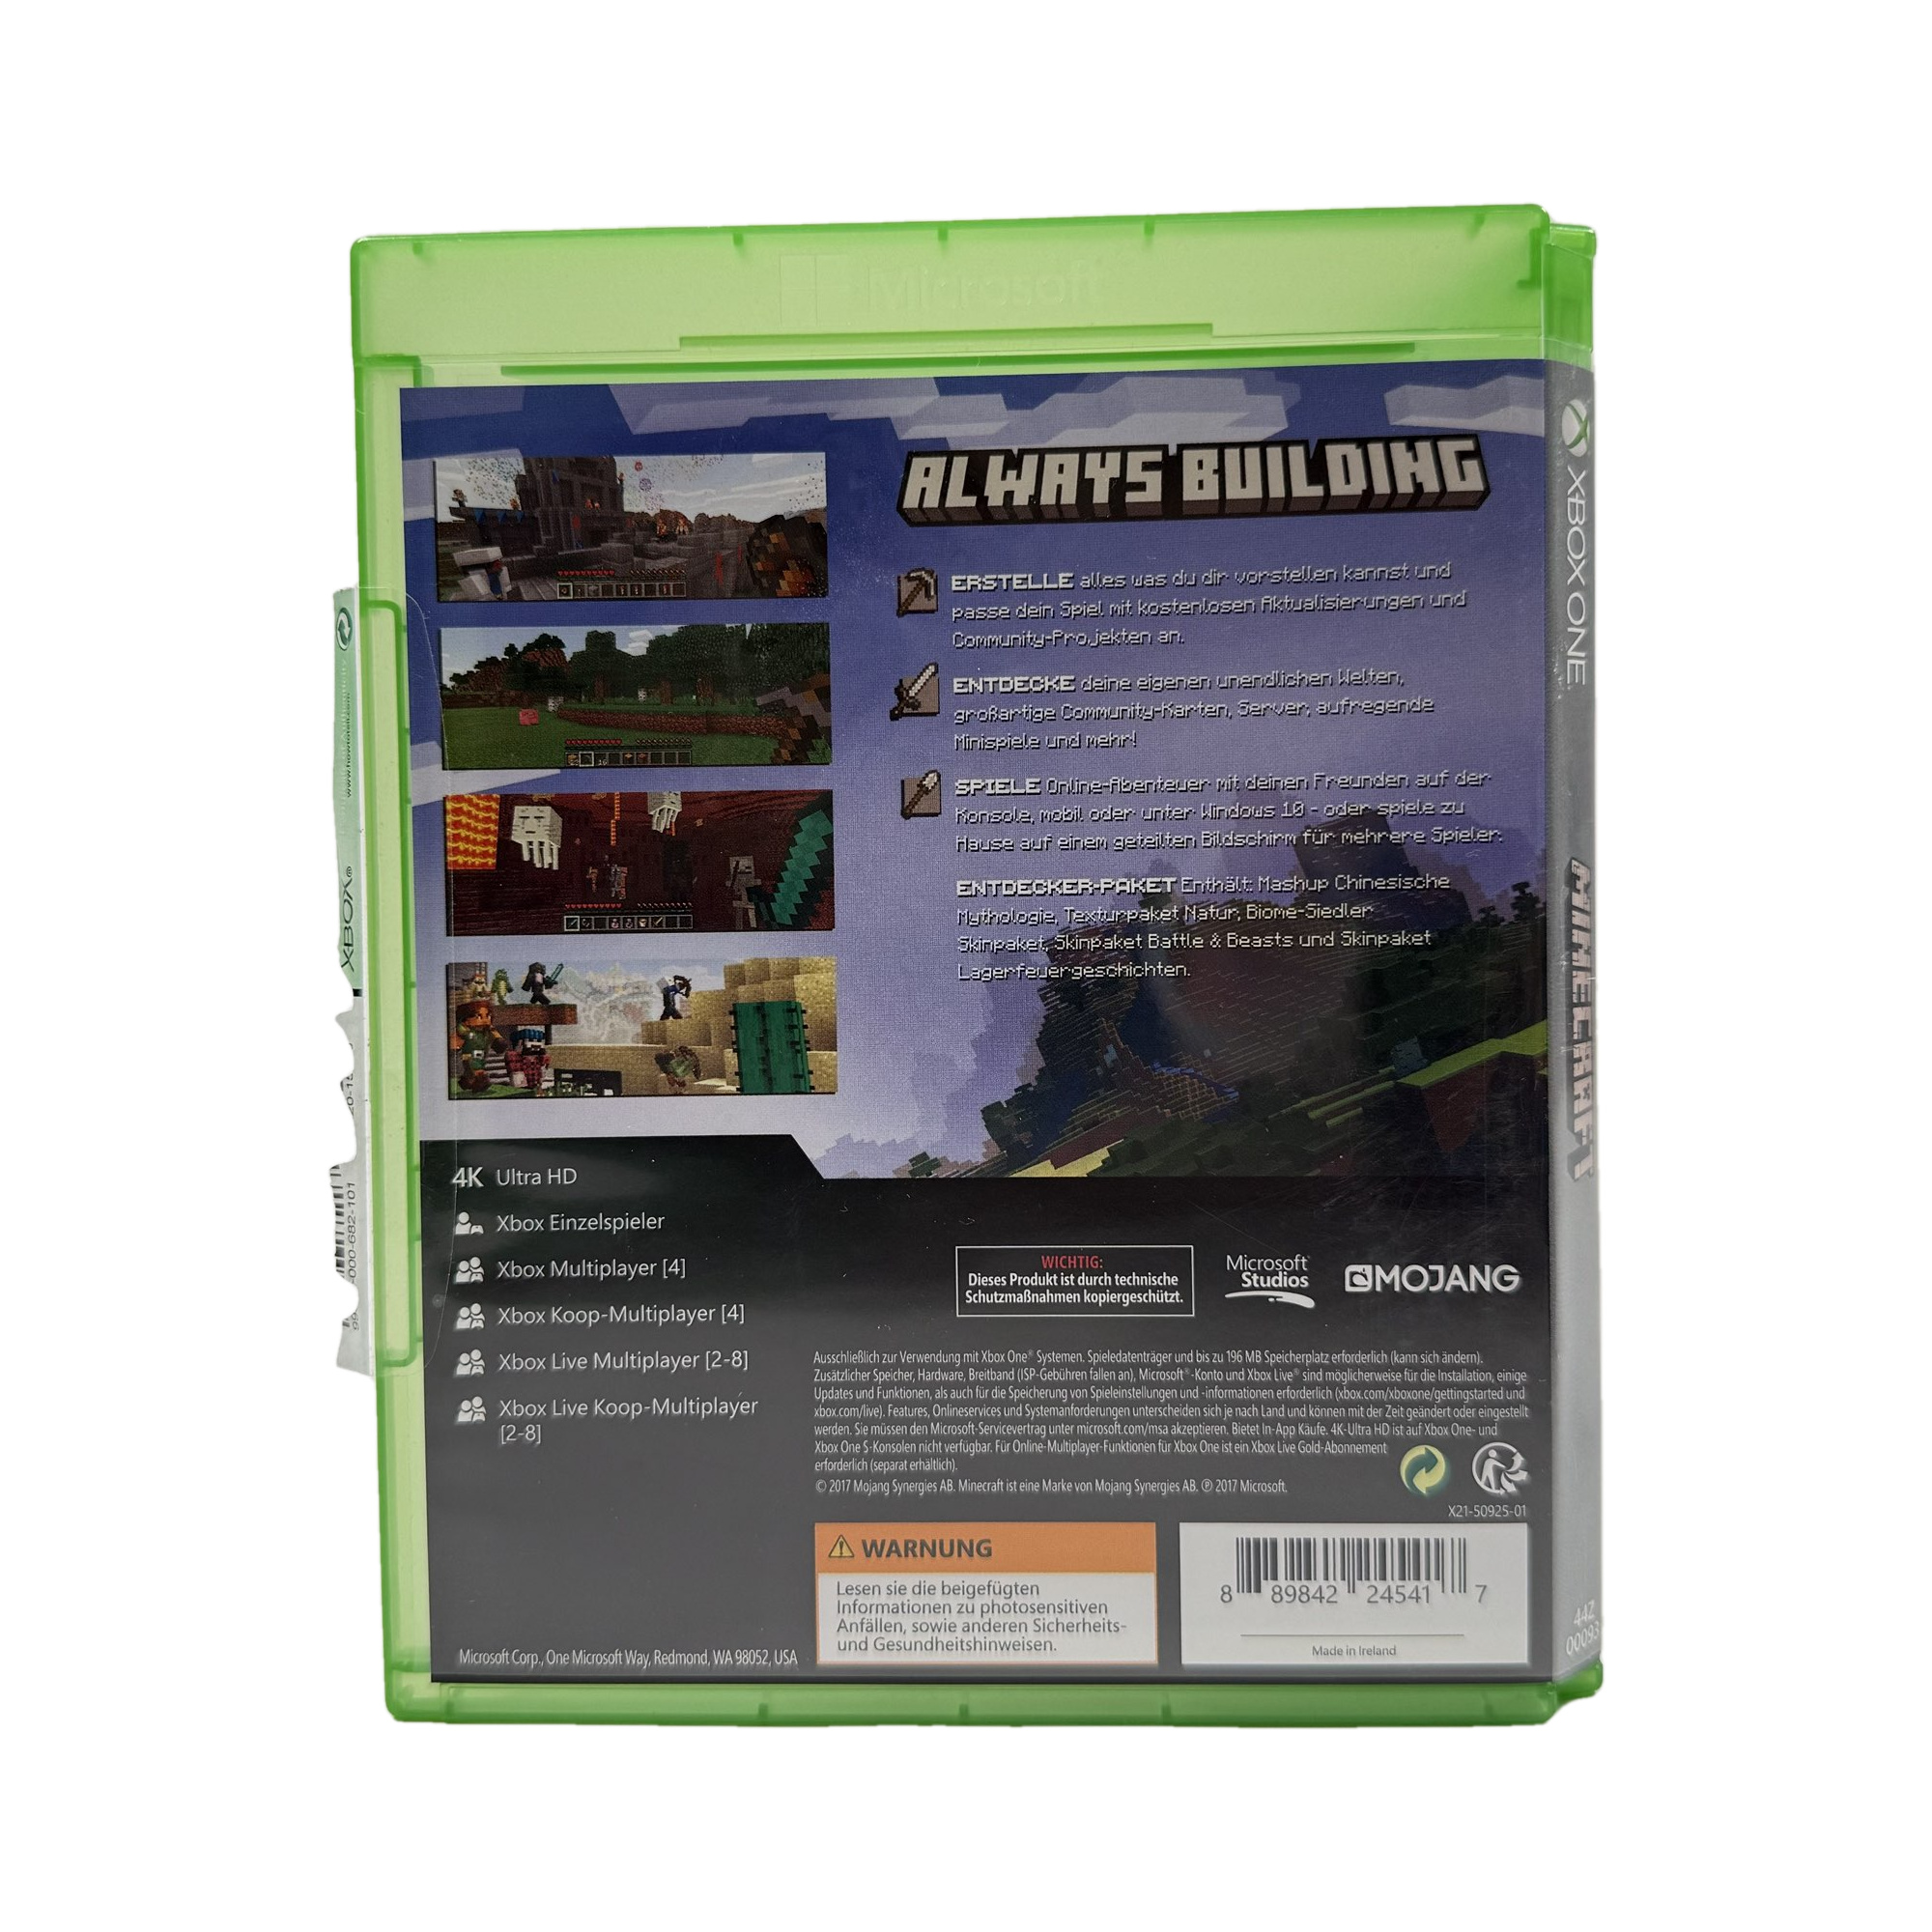 Microsoft
ALWAYS BUILDING
ERSTELLE alles was du dir vorstellen kannst und
passe dein Spiel mit kostenlosen Aktualisierungen und
Community-Projekten an.
ENTDECKE deine eigenen unendlichen Welten,
großartige Community-Karten, Server, aufregende
Minispiele und mehr!
SPIELE Online-Abenteuer mit deinen Freunden auf der
Konsole, mobil oder unter Windows 10 - oder spiele zu
Hause auf einem geteilten Bildschirm für mehrere Spieler.
ENTDECKER-PAKET Enthält: Mashup Chinesische
Mythologie, Texturpaket Natur, Biome-Siedler
Skinpaket, Skinpaket Battle & Beasts und Skinpaket
Lagerfeuergeschichten.
4K Ultra HD
Xbox Einzelspieler
Xbox Multiplayer [4]
Xbox Koop-Multiplayer [4]
Xbox Live Multiplayer [2-8]
Xbox Live Koop-Multiplayer
[2-8]
WICHTIG:
Dieses Produkt ist durch technische
Schutzmaßnahmen kopiergeschützt.
Microsoft
Studios
MOJANG
Ausschließlich zur Verwendung mit Xbox One® Systemen. Spieledatenträger und bis zu 196 MB Speicherplatz erforderlich (kann sich ändern).
Zusätzlicher Speicher, Hardware, Breitband (ISP-Gebühren fallen an), Microsoft®-Konto und Xbox Live® sind möglicherweise für die Installation, einige
Updates und Funktionen, als auch für die Speicherung von Spieleinstellungen und -informationen erforderlich (xbox.com/xboxone/gettingstarted und
xbox.com/live). Features, Onlineservices und Systemanforderungen unterscheiden sich je nach Land und können mit der Zeit geändert oder eingestellt
werden. Sie müssen den Microsoft-Servicevertrag unter microsoft.com/msa akzeptieren. Bietet In-App Käufe. 4K-Ultra HD ist auf Xbox One- und
Xbox One S-Konsolen nicht verfügbar. Für Online-Multiplayer-Funktionen für Xbox One ist ein Xbox Live Gold-Abonnement
erforderlich (separat erhältlich).
© 2017 Mojang Synergies AB. Minecraft ist eine Marke von Mojang Synergies AB. ℗ 2017 Microsoft.
X21-50925-01
WARNUNG
Lesen sie die beigefügten
Informationen zu photosensitiven
Anfällen, sowie anderen Sicherheits-
und Gesundheitshinweisen.
8 89842 24541 7
Made in Ireland
Microsoft Corp., One Microsoft Way, Redmond, WA 98052, USA
XBOX ONE
MINECRAFT
44Z
00093
XBOX®
000-682-101